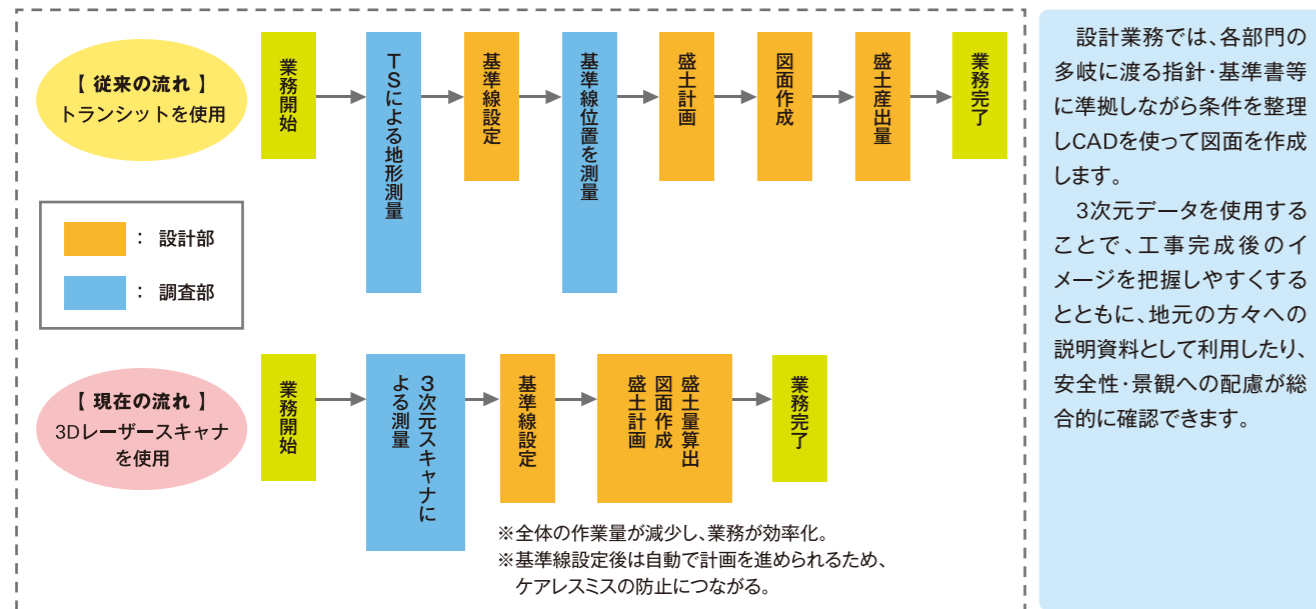 【 従来の流れ 】
トランシットを使用
業務開始
TSによる地形測量
基準線設定
基準線位置を測量
盛土計画
図面作成
盛土産出量
業務完了
： 設計部
： 調査部
【 現在の流れ 】
3Dレーザースキャナ
を使用
業務開始
3次元スキャナに
よる測量
基準線設定
盛土量算出
図面作成
盛土計画
業務完了
※全体の作業量が減少し、業務が効率化。
※基準線設定後は自動で計画を進められるため、
ケアレスミスの防止につながる。
設計業務では、各部門の
多岐に渡る指針・基準書等
に準拠しながら条件を整理
しCADを使って図面を作成
します。
3次元データを使用する
ことで、工事完成後のイ
メージを把握しやすくする
とともに、地元の方々への
説明資料として利用したり、
安全性・景観への配慮が総
合的に確認できます。